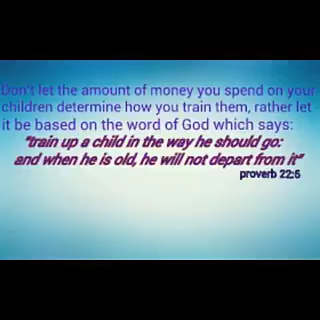 Don't let the amount of money you spend on your
children determine how you train them, rather let
it be based on the word of God which says:
"train up a child in the way he should go:
and when he is old, he will not depart from it"
proverb 22:6